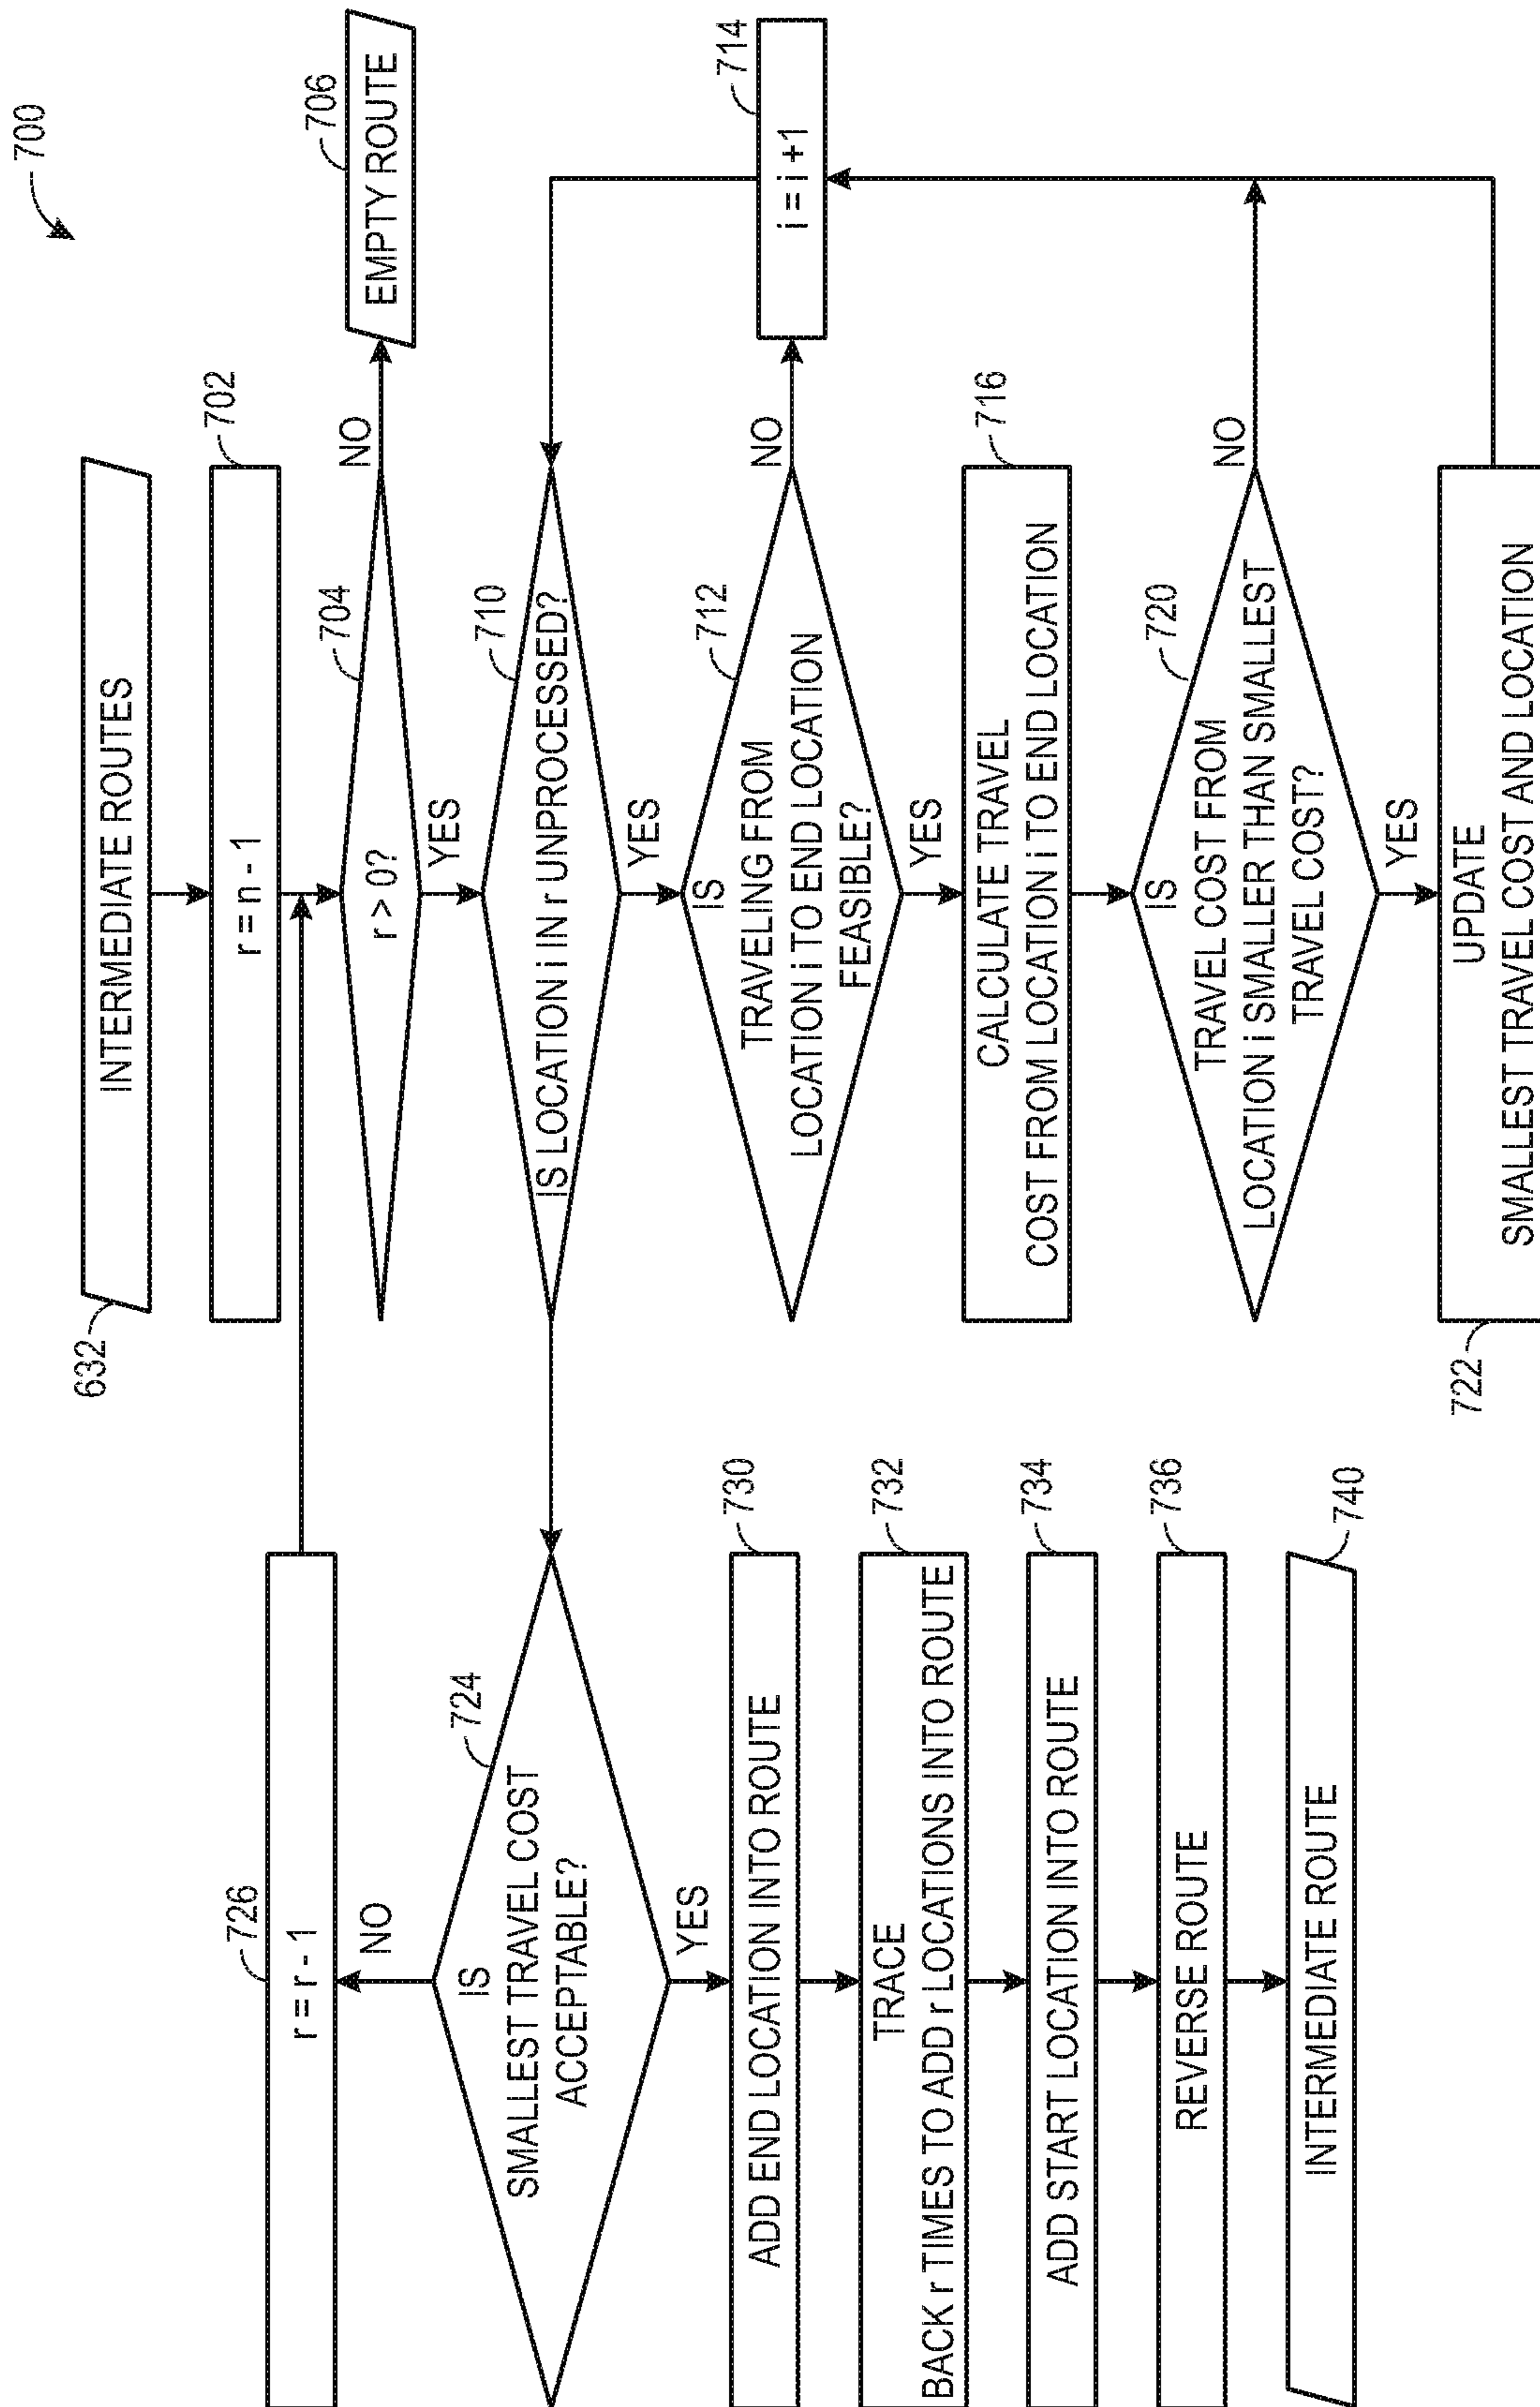 700
632
INTERMEDIATE ROUTES
702
r = n - 1
704
r > 0?
NO
706
EMPTY ROUTE
YES
710
IS LOCATION i IN r UNPROCESSED?
YES
712
IS
TRAVELING FROM
LOCATION i TO END LOCATION
FEASIBLE?
NO
714
i = i +1
YES
716
CALCULATE TRAVEL
COST FROM LOCATION i TO END LOCATION
720
IS
TRAVEL COST FROM
LOCATION i SMALLER THAN SMALLEST
TRAVEL COST?
NO
YES
722
UPDATE
SMALLEST TRAVEL COST AND LOCATION
726
r = r - 1
NO
724
IS
SMALLEST TRAVEL COST
ACCEPTABLE?
YES
730
ADD END LOCATION INTO ROUTE
732
TRACE
BACK r TIMES TO ADD r LOCATIONS INTO ROUTE
734
ADD START LOCATION INTO ROUTE
736
REVERSE ROUTE
740
INTERMEDIATE ROUTE